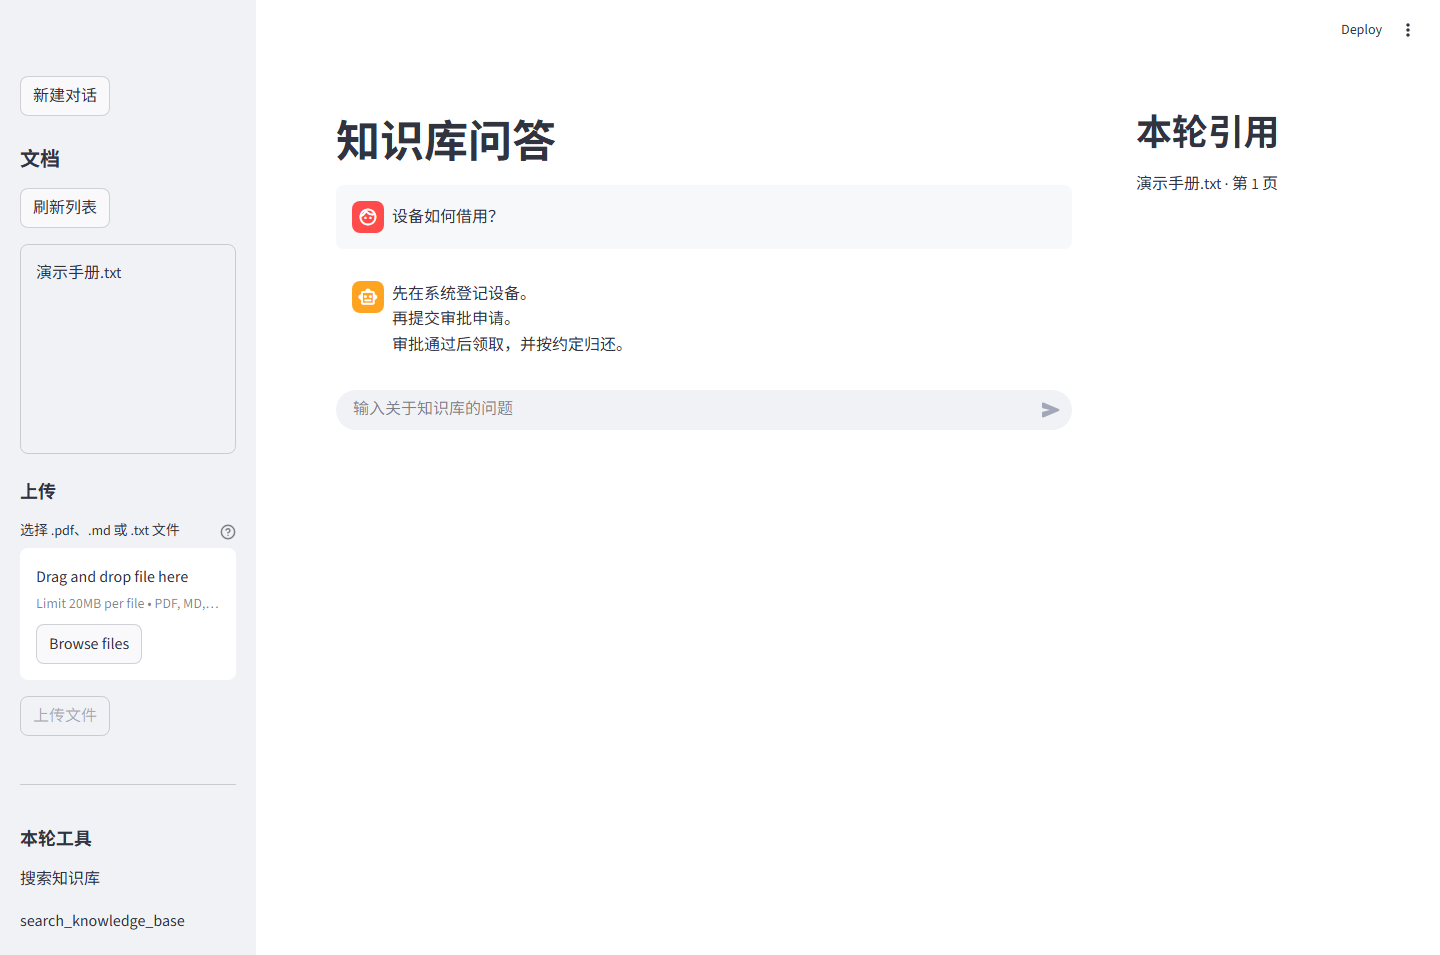 Deploy
新建对话
文档
刷新列表
演示手册.txt
上传
选择 .pdf、.md 或 .txt 文件
Drag and drop file here
Limit 20MB per file • PDF, MD,…
Browse files
上传文件
本轮工具
搜索知识库
search_knowledge_base
知识库问答
设备如何借用?
先在系统登记设备。
再提交审批申请。
审批通过后领取，并按约定归还。
输入关于知识库的问题
本轮引用
演示手册.txt · 第 1 页